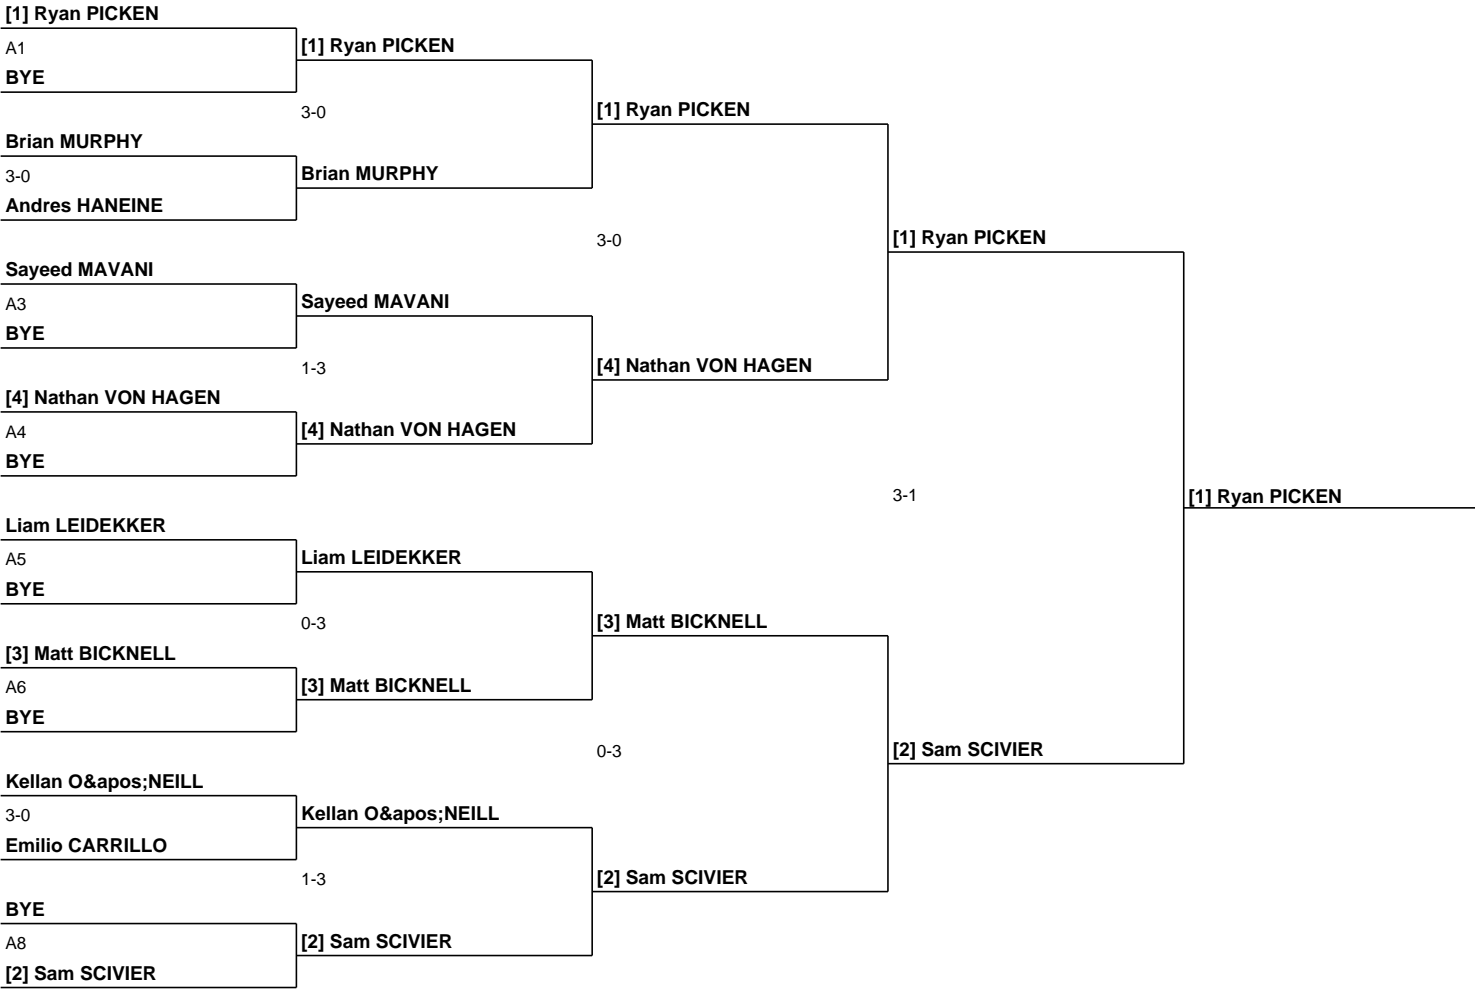 [1] Ryan PICKEN
A1
BYE
[1] Ryan PICKEN
3-0
Brian MURPHY
3-0
Andres HANEINE
Brian MURPHY
[1] Ryan PICKEN
3-0
Sayeed MAVANI
A3
BYE
Sayeed MAVANI
1-3
[4] Nathan VON HAGEN
A4
BYE
[4] Nathan VON HAGEN
[4] Nathan VON HAGEN
[1] Ryan PICKEN
3-1
[1] Ryan PICKEN
Liam LEIDEKKER
A5
BYE
Liam LEIDEKKER
0-3
[3] Matt BICKNELL
A6
BYE
[3] Matt BICKNELL
[3] Matt BICKNELL
0-3
[2] Sam SCIVIER
Kellan O&amp;apos;NEILL
3-0
Emilio CARRILLO
Kellan O&amp;apos;NEILL
1-3
BYE
A8
[2] Sam SCIVIER
[2] Sam SCIVIER
[2] Sam SCIVIER